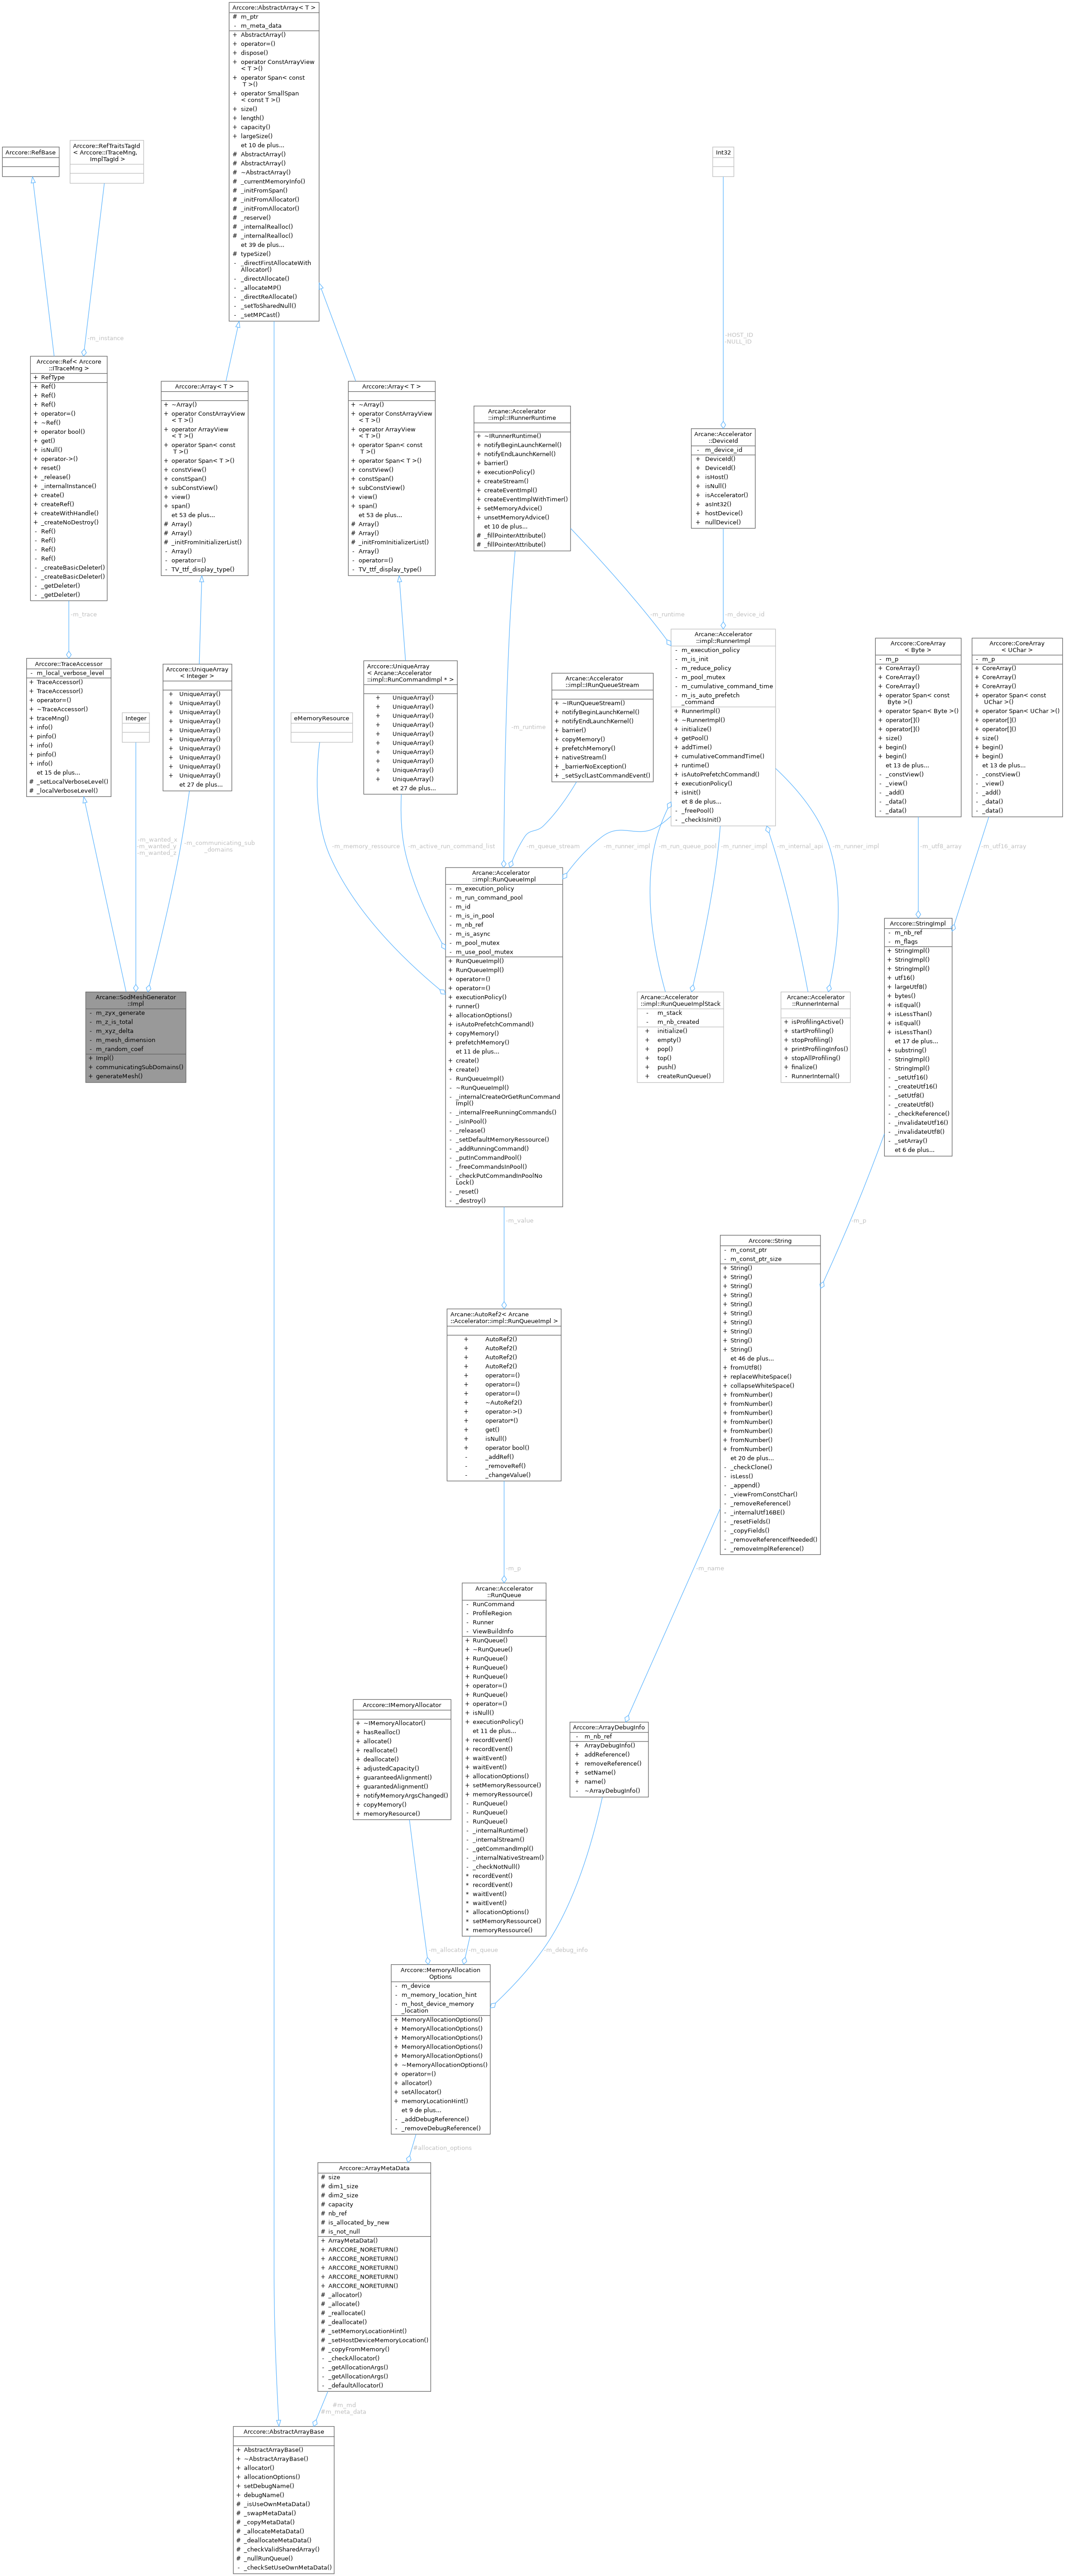 Arccore::AbstractArray< T >
# m_ptr
- m_meta_data
+ AbstractArray()
+ operator=()
+ dispose()
+ operator ConstArrayView
< T >()
+ operator Span< const
T >()
+ operator SmallSpan
< const T >()
+ size()
+ length()
+ capacity()
+ largeSize()
et 10 de plus...
# AbstractArray()
# AbstractArray()
# ~AbstractArray()
# _currentMemoryInfo()
# _initFromSpan()
# _initFromAllocator()
# _initFromAllocator()
# _reserve()
# _internalRealloc()
# _internalRealloc()
et 39 de plus...
# typeSize()
- _directFirstAllocateWith
Allocator()
- _directAllocate()
- _allocateMP()
- _directReAllocate()
- _setToSharedNull()
- _setMPCast()
Arccore::RefBase
Arccore::RefTraitsTagId
< Arccore::ITraceMng,
ImplTagId >
Int32
-m_instance
-HOST_ID
-NULL_ID
Arccore::Ref< Arccore
::ITraceMng >
+ RefType
+ Ref()
+ Ref()
+ Ref()
+ operator=()
+ ~Ref()
+ operator bool()
+ get()
+ isNull()
+ operator->()
+ reset()
+ _release()
+ _internalInstance()
+ create()
+ createRef()
+ createWithHandle()
+ _createNoDestroy()
- Ref()
- Ref()
- Ref()
- Ref()
- _createBasicDeleter()
- _createBasicDeleter()
- _getDeleter()
- _getDeleter()
Arccore::Array< T >
+ ~Array()
+ operator ConstArrayView
< T >()
+ operator ArrayView
< T >()
+ operator Span< const
T >()
+ operator Span< T >()
+ constView()
+ constSpan()
+ subConstView()
+ view()
+ span()
et 53 de plus...
# Array()
# Array()
# _initFromInitializerList()
- Array()
- operator=()
- TV_ttf_display_type()
Arccore::Array< T >
+ ~Array()
+ operator ConstArrayView
< T >()
+ operator ArrayView
< T >()
+ operator Span< const
T >()
+ operator Span< T >()
+ constView()
+ constSpan()
+ subConstView()
+ view()
+ span()
et 53 de plus...
# Array()
# Array()
# _initFromInitializerList()
- Array()
- operator=()
- TV_ttf_display_type()
Arcane::Accelerator
::impl::IRunnerRuntime
+ ~IRunnerRuntime()
+ notifyBeginLaunchKernel()
+ notifyEndLaunchKernel()
+ barrier()
+ executionPolicy()
+ createStream()
+ createEventImpl()
+ createEventImplWithTimer()
+ setMemoryAdvice()
+ unsetMemoryAdvice()
et 10 de plus...
# _fillPointerAttribute()
# _fillPointerAttribute()
Arcane::Accelerator
::DeviceId
- m_device_id
+ DeviceId()
+ DeviceId()
+ isHost()
+ isNull()
+ isAccelerator()
+ asInt32()
+ hostDevice()
+ nullDevice()
-m_trace
-m_runtime
-m_device_id
Arccore::TraceAccessor
- m_local_verbose_level
+ TraceAccessor()
+ TraceAccessor()
+ operator=()
+ ~TraceAccessor()
+ traceMng()
+ info()
+ pinfo()
+ info()
+ pinfo()
+ info()
et 15 de plus...
# _setLocalVerboseLevel()
# _localVerboseLevel()
Integer
Arccore::UniqueArray
< Integer >
+ UniqueArray()
+ UniqueArray()
+ UniqueArray()
+ UniqueArray()
+ UniqueArray()
+ UniqueArray()
+ UniqueArray()
+ UniqueArray()
+ UniqueArray()
+ UniqueArray()
et 27 de plus...
eMemoryResource
Arccore::UniqueArray
< Arcane::Accelerator
::impl::RunCommandImpl * >
+ UniqueArray()
+ UniqueArray()
+ UniqueArray()
+ UniqueArray()
+ UniqueArray()
+ UniqueArray()
+ UniqueArray()
+ UniqueArray()
+ UniqueArray()
+ UniqueArray()
et 27 de plus...
-m_runtime
Arcane::Accelerator
::impl::IRunQueueStream
+ ~IRunQueueStream()
+ notifyBeginLaunchKernel()
+ notifyEndLaunchKernel()
+ barrier()
+ copyMemory()
+ prefetchMemory()
+ nativeStream()
+ _barrierNoException()
+ _setSyclLastCommandEvent()
Arcane::Accelerator
::impl::RunnerImpl
- m_execution_policy
- m_is_init
- m_reduce_policy
- m_pool_mutex
- m_cumulative_command_time
- m_is_auto_prefetch
_command
+ RunnerImpl()
+ ~RunnerImpl()
+ initialize()
+ getPool()
+ addTime()
+ cumulativeCommandTime()
+ runtime()
+ isAutoPrefetchCommand()
+ executionPolicy()
+ isInit()
et 8 de plus...
- _freePool()
- _checkIsInit()
Arccore::CoreArray
< Byte >
- m_p
+ CoreArray()
+ CoreArray()
+ CoreArray()
+ operator Span< const
Byte >()
+ operator Span< Byte >()
+ operator[]()
+ operator[]()
+ size()
+ begin()
+ begin()
et 13 de plus...
- _constView()
- _view()
- _add()
- _data()
- _data()
Arccore::CoreArray
< UChar >
- m_p
+ CoreArray()
+ CoreArray()
+ CoreArray()
+ operator Span< const
UChar >()
+ operator Span< UChar >()
+ operator[]()
+ operator[]()
+ size()
+ begin()
+ begin()
et 13 de plus...
- _constView()
- _view()
- _add()
- _data()
- _data()
-m_wanted_x
-m_wanted_y
-m_wanted_z
-m_communicating_sub
_domains
-m_memory_ressource
-m_active_run_command_list
-m_queue_stream
-m_runner_impl
-m_run_queue_pool
-m_runner_impl
-m_internal_api
-m_runner_impl
-m_utf8_array
-m_utf16_array
Arcane::SodMeshGenerator
::Impl
- m_zyx_generate
- m_z_is_total
- m_xyz_delta
- m_mesh_dimension
- m_random_coef
+ Impl()
+ communicatingSubDomains()
+ generateMesh()
Arcane::Accelerator
::impl::RunQueueImpl
- m_execution_policy
- m_run_command_pool
- m_id
- m_is_in_pool
- m_nb_ref
- m_is_async
- m_pool_mutex
- m_use_pool_mutex
+ RunQueueImpl()
+ RunQueueImpl()
+ operator=()
+ operator=()
+ executionPolicy()
+ runner()
+ allocationOptions()
+ isAutoPrefetchCommand()
+ copyMemory()
+ prefetchMemory()
et 11 de plus...
+ create()
+ create()
- RunQueueImpl()
- ~RunQueueImpl()
- _internalCreateOrGetRunCommand
Impl()
- _internalFreeRunningCommands()
- _isInPool()
- _release()
- _setDefaultMemoryRessource()
- _addRunningCommand()
- _putInCommandPool()
- _freeCommandsInPool()
- _checkPutCommandInPoolNo
Lock()
- _reset()
- _destroy()
Arcane::Accelerator
::impl::RunQueueImplStack
- m_stack
- m_nb_created
+ initialize()
+ empty()
+ pop()
+ top()
+ push()
+ createRunQueue()
Arcane::Accelerator
::RunnerInternal
+ isProfilingActive()
+ startProfiling()
+ stopProfiling()
+ printProfilingInfos()
+ stopAllProfiling()
+ finalize()
- RunnerInternal()
Arccore::StringImpl
- m_nb_ref
- m_flags
+ StringImpl()
+ StringImpl()
+ StringImpl()
+ utf16()
+ largeUtf8()
+ bytes()
+ isEqual()
+ isLessThan()
+ isEqual()
+ isLessThan()
et 17 de plus...
+ substring()
- StringImpl()
- StringImpl()
- _setUtf16()
- _createUtf16()
- _setUtf8()
- _createUtf8()
- _checkReference()
- _invalidateUtf16()
- _invalidateUtf8()
- _setArray()
et 6 de plus...
-m_value
-m_p
Arccore::String
- m_const_ptr
- m_const_ptr_size
+ String()
+ String()
+ String()
+ String()
+ String()
+ String()
+ String()
+ String()
+ String()
+ String()
et 46 de plus...
+ fromUtf8()
+ replaceWhiteSpace()
+ collapseWhiteSpace()
+ fromNumber()
+ fromNumber()
+ fromNumber()
+ fromNumber()
+ fromNumber()
+ fromNumber()
+ fromNumber()
et 20 de plus...
- _checkClone()
- isLess()
- _append()
- _viewFromConstChar()
- _removeReference()
- _internalUtf16BE()
- _resetFields()
- _copyFields()
- _removeReferenceIfNeeded()
- _removeImplReference()
Arcane::AutoRef2< Arcane
::Accelerator::impl::RunQueueImpl >
+ AutoRef2()
+ AutoRef2()
+ AutoRef2()
+ AutoRef2()
+ operator=()
+ operator=()
+ operator=()
+ ~AutoRef2()
+ operator->()
+ operator*()
+ get()
+ isNull()
+ operator bool()
- _addRef()
- _removeRef()
- _changeValue()
-m_p
-m_name
Arcane::Accelerator
::RunQueue
- RunCommand
- ProfileRegion
- Runner
- ViewBuildInfo
+ RunQueue()
+ ~RunQueue()
+ RunQueue()
+ RunQueue()
+ RunQueue()
+ operator=()
+ RunQueue()
+ operator=()
+ isNull()
+ executionPolicy()
et 11 de plus...
+ recordEvent()
+ recordEvent()
+ waitEvent()
+ waitEvent()
+ allocationOptions()
+ setMemoryRessource()
+ memoryRessource()
- RunQueue()
- RunQueue()
- RunQueue()
- _internalRuntime()
- _internalStream()
- _getCommandImpl()
- _internalNativeStream()
- _checkNotNull()
* recordEvent()
* recordEvent()
* waitEvent()
* waitEvent()
* allocationOptions()
* setMemoryRessource()
* memoryRessource()
Arccore::IMemoryAllocator
+ ~IMemoryAllocator()
+ hasRealloc()
+ allocate()
+ reallocate()
+ deallocate()
+ adjustedCapacity()
+ guaranteedAlignment()
+ guarantedAlignment()
+ notifyMemoryArgsChanged()
+ copyMemory()
+ memoryResource()
Arccore::ArrayDebugInfo
- m_nb_ref
+ ArrayDebugInfo()
+ addReference()
+ removeReference()
+ setName()
+ name()
- ~ArrayDebugInfo()
-m_allocator
-m_queue
-m_debug_info
Arccore::MemoryAllocation
Options
- m_device
- m_memory_location_hint
- m_host_device_memory
_location
+ MemoryAllocationOptions()
+ MemoryAllocationOptions()
+ MemoryAllocationOptions()
+ MemoryAllocationOptions()
+ MemoryAllocationOptions()
+ ~MemoryAllocationOptions()
+ operator=()
+ allocator()
+ setAllocator()
+ memoryLocationHint()
et 9 de plus...
- _addDebugReference()
- _removeDebugReference()
#allocation_options
Arccore::ArrayMetaData
# size
# dim1_size
# dim2_size
# capacity
# nb_ref
# is_allocated_by_new
# is_not_null
+ ArrayMetaData()
+ ARCCORE_NORETURN()
+ ARCCORE_NORETURN()
+ ARCCORE_NORETURN()
+ ARCCORE_NORETURN()
+ ARCCORE_NORETURN()
# _allocator()
# _allocate()
# _reallocate()
# _deallocate()
# _setMemoryLocationHint()
# _setHostDeviceMemoryLocation()
# _copyFromMemory()
- _checkAllocator()
- _getAllocationArgs()
- _getAllocationArgs()
- _defaultAllocator()
#m_md
#m_meta_data
Arccore::AbstractArrayBase
+ AbstractArrayBase()
+ ~AbstractArrayBase()
+ allocator()
+ allocationOptions()
+ setDebugName()
+ debugName()
# _isUseOwnMetaData()
# _swapMetaData()
# _copyMetaData()
# _allocateMetaData()
# _deallocateMetaData()
# _checkValidSharedArray()
# _nullRunQueue()
- _checkSetUseOwnMetaData()